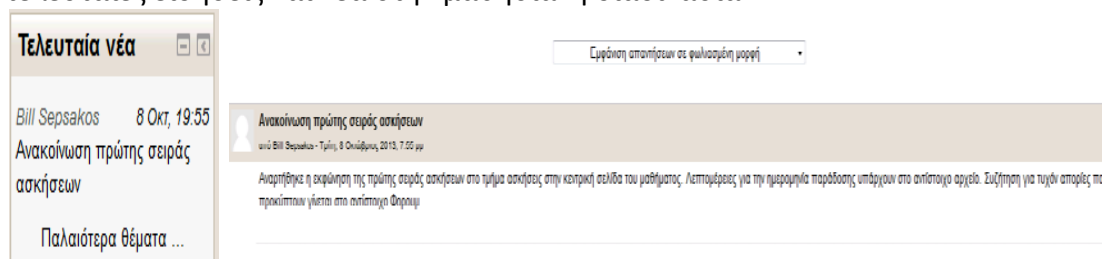 Τελευταία νέα
Bill Sepsakos 8 Οκτ, 19:55
Ανακοίνωση πρώτης σειράς
ασκήσεων
Παλαιότερα θέματα ...
Εμφάνιση απαντήσεων σε φωλιασμένη μορφή
Ανακοίνωση πρώτης σειράς ασκήσεων
από Bill Sepsakos - Τρίτη, 8 Οκτώβριος 2013, 7:55 μμ
Αναρτήθηκε η εκφώνηση της πρώτης σειράς ασκήσεων στο τμήμα ασκήσεις στην κεντρική σελίδα του μαθήματος. Λεπτομέρειες για την ημερομηνία παράδοσης υπάρχουν στο αντίστοιχο αρχείο. Συζήτηση για τυχόν απορίες
προκύπτουν γίνεται στο αντίστοιχο Φορουμ